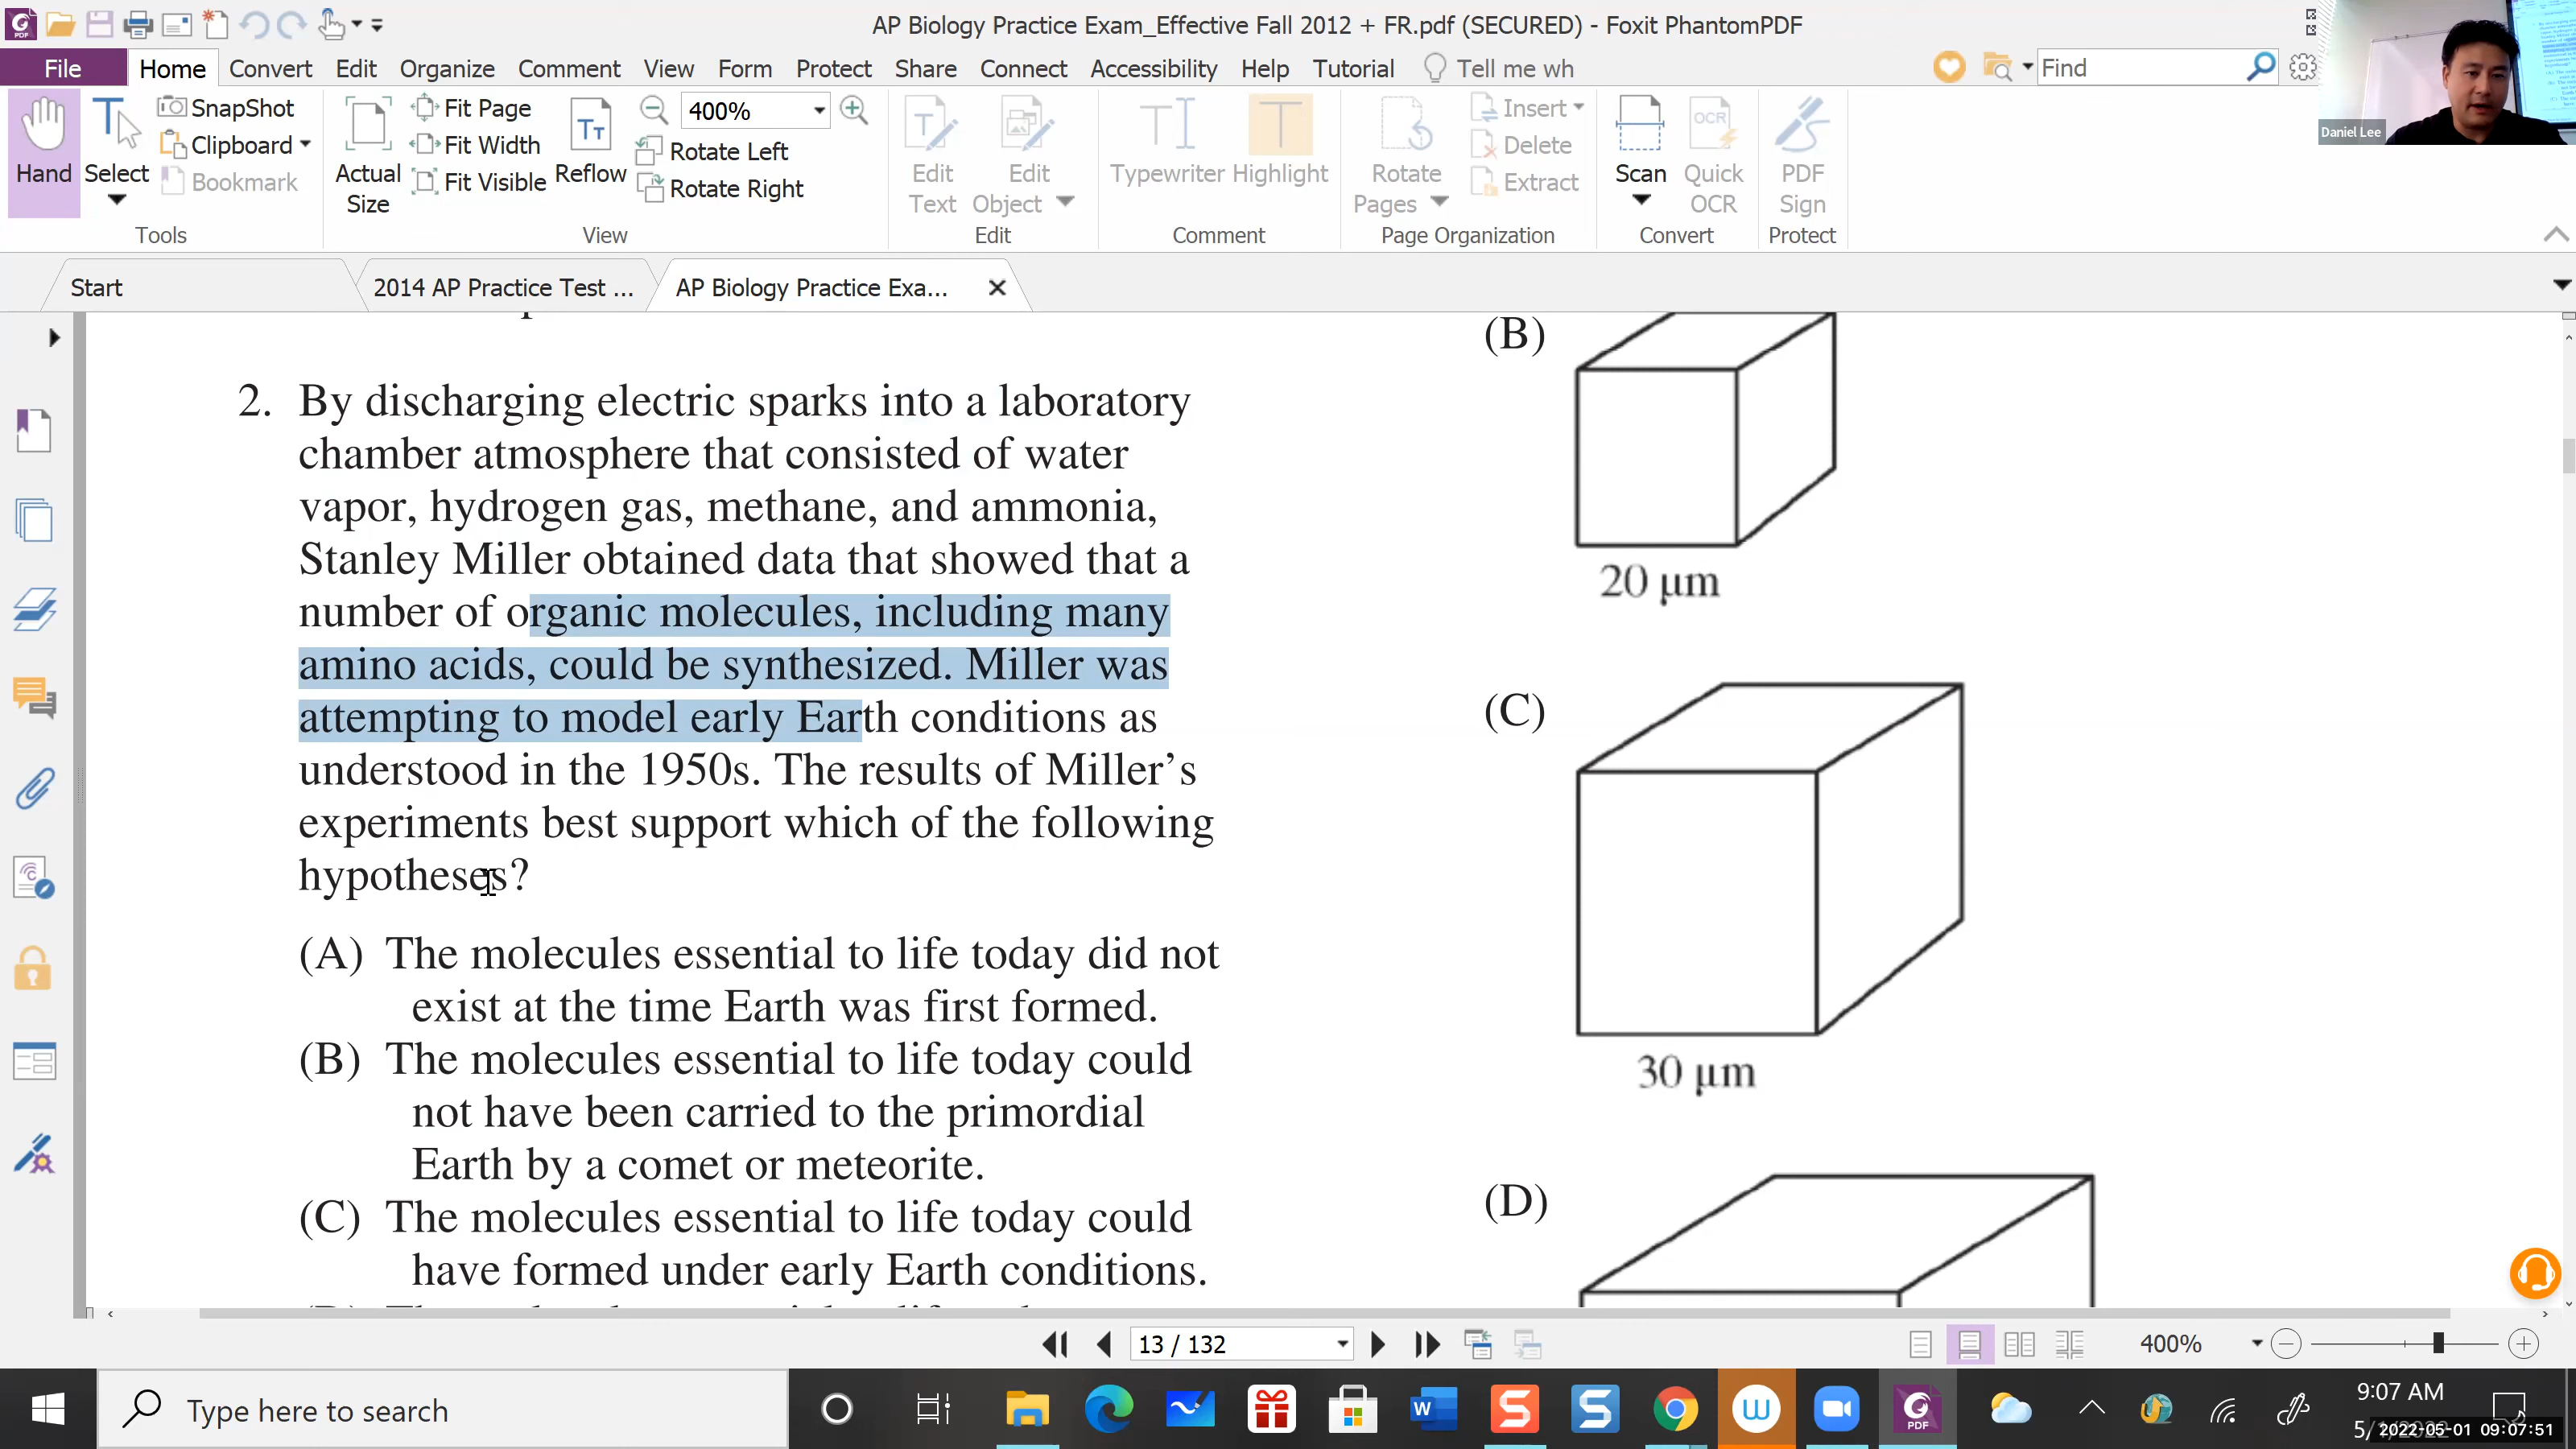 AP Biology Practice Exam_Effective Fall 2012 + FR.pdf (SECURED) - Foxit PhantomPDF
File Home Convert Edit Organize Comment View Form Protect Share Connect Accessibility Help Tutorial Tell me wh Find
Hand
Select
SnapShot
Clipboard
Bookmark
Tools
Actual
Size
Fit Page
Fit Width
Fit Visible
Reflow
400%
Rotate Left
Rotate Right
View
Edit
Text
Edit
Object
Edit
Typewriter
Highlight
Comment
Rotate
Pages
Insert
Delete
Extract
Page Organization
Scan
Quick
OCR
Convert
PDF
Sign
Protect
Daniel Lee
Start
2014 AP Practice Test ...
AP Biology Practice Exa...
2. By discharging electric sparks into a laboratory
chamber atmosphere that consisted of water
vapor, hydrogen gas, methane, and ammonia,
Stanley Miller obtained data that showed that a
number of organic molecules, including many
amino acids, could be synthesized. Miller was
attempting to model early Earth conditions as
understood in the 1950s. The results of Miller's
experiments best support which of the following
hypotheses?
(A) The molecules essential to life today did not
exist at the time Earth was first formed.
(B) The molecules essential to life today could
not have been carried to the primordial
Earth by a comet or meteorite.
(C) The molecules essential to life today could
have formed under early Earth conditions.
(B)
20 μm
(C)
30 μm
(D)
13 / 132
400%
Type here to search
9:07 AM
2022-05-01 09:07:51